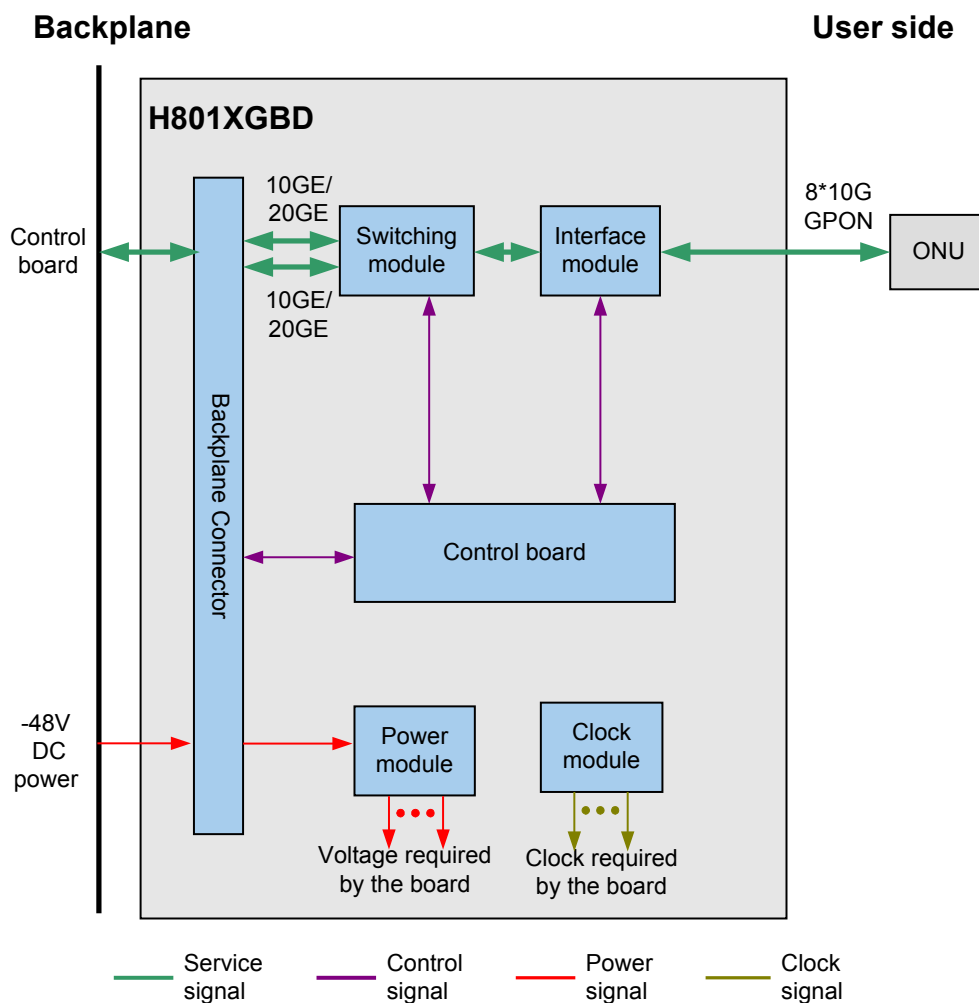 Backplane
User side
H801XGBD
10GE/
20GE
8*10G
GPON
Control
board
Switching
module
Interface
module
ONU
10GE/
20GE
Backplane Connector
Control board
-48V
DC
power
Power
module
Clock
module
Voltage required
by the board
Clock required
by the board
Service
signal
Control
signal
Power
signal
Clock
signal